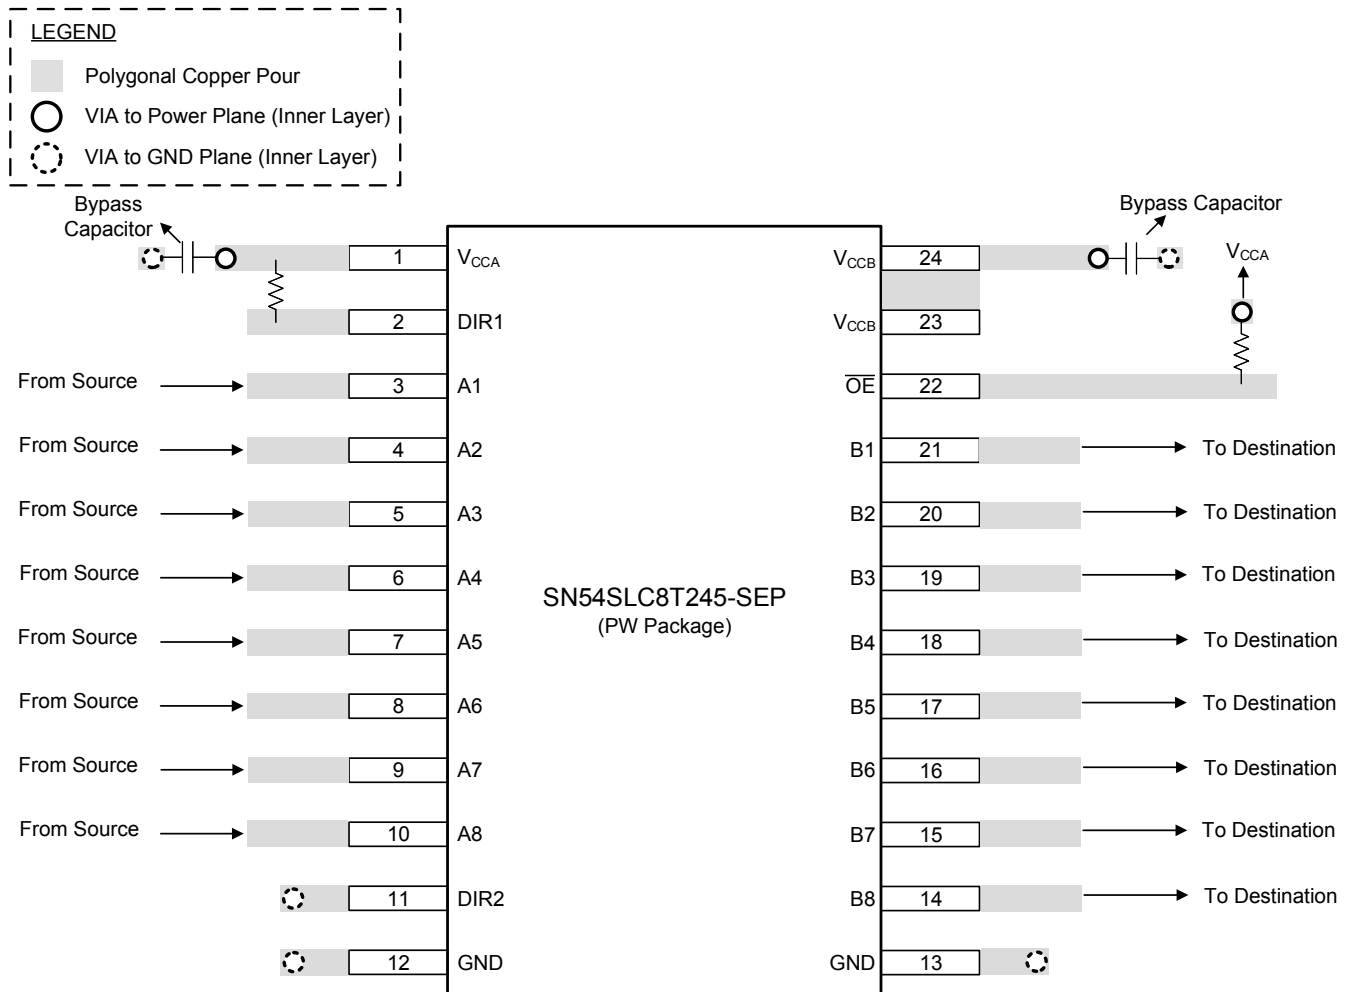 LEGEND
Polygonal Copper Pour
VIA to Power Plane (Inner Layer)
VIA to GND Plane (Inner Layer)
Bypass
Capacitor
Bypass Capacitor
1 VCCA
VCCB 24
VCCA
2 DIR1
VCCB 23
From Source 3 A1
OE 22
From Source 4 A2
B1 21 To Destination
From Source 5 A3
B2 20 To Destination
From Source 6 A4
B3 19 To Destination
SN54SLC8T245-SEP
(PW Package)
From Source 7 A5
B4 18 To Destination
From Source 8 A6
B5 17 To Destination
From Source 9 A7
B6 16 To Destination
From Source 10 A8
B7 15 To Destination
11 DIR2
B8 14 To Destination
12 GND
GND 13